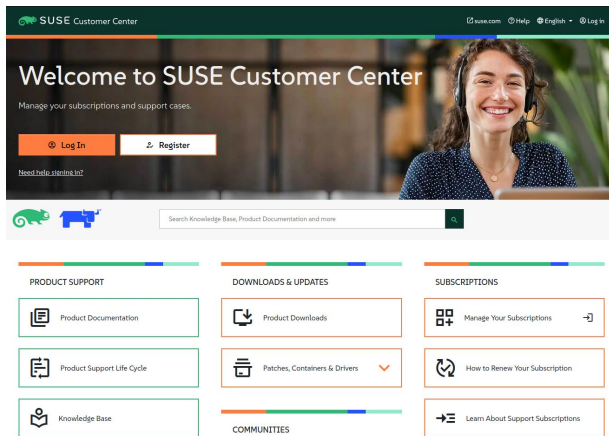 SUSE Customer Center
suse.com Help English Log in
Welcome to SUSE Customer Center
Manage your subscriptions and support cases.
Log In Register
Need help signing in?
Search Knowledge Base, Product Documentation and more
PRODUCT SUPPORT
Product Documentation
Product Support Life Cycle
Knowledge Base
DOWNLOADS & UPDATES
Product Downloads
Patches, Containers & Drivers
COMMUNITIES
SUBSCRIPTIONS
Manage Your Subscriptions
How to Renew Your Subscription
Learn About Support Subscriptions